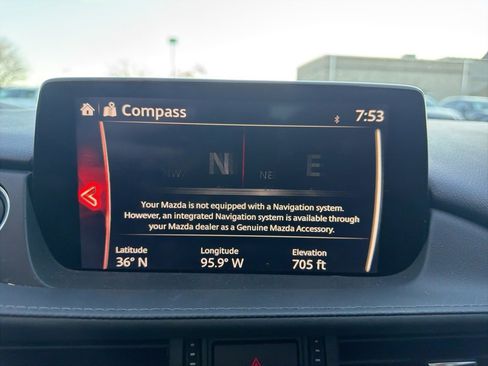 Compass
7:53
NW N NE E
Your Mazda is not equipped with a Navigation system.
However, an integrated Navigation system is available through
your Mazda dealer as a Genuine Mazda Accessory.
Latitude Longitude Elevation
36° N 95.9° W 705 ft